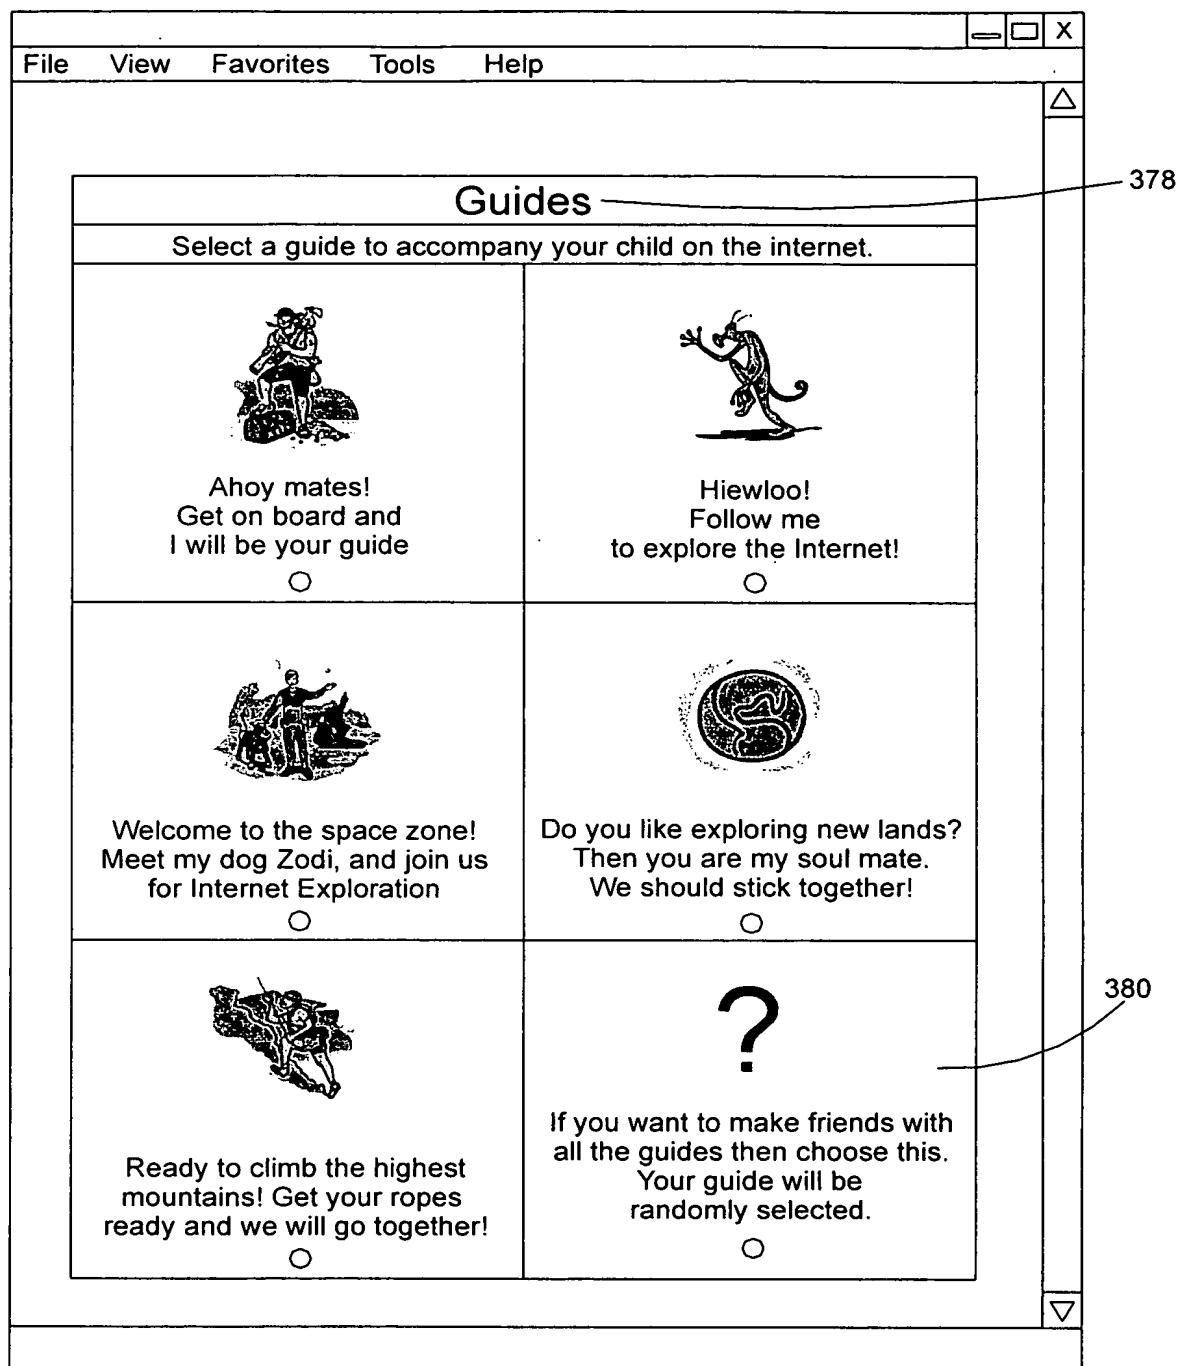 X
File View Favorites Tools Help
378
Guides
Select a guide to accompany your child on the internet.
Ahoy mates!
Get on board and
I will be your guide
Hiewloo!
Follow me
to explore the Internet!
Welcome to the space zone!
Meet my dog Zodi, and join us
for Internet Exploration
Do you like exploring new lands?
Then you are my soul mate.
We should stick together!
380
Ready to climb the highest
mountains! Get your ropes
ready and we will go together!
?
If you want to make friends with
all the guides then choose this.
Your guide will be
randomly selected.